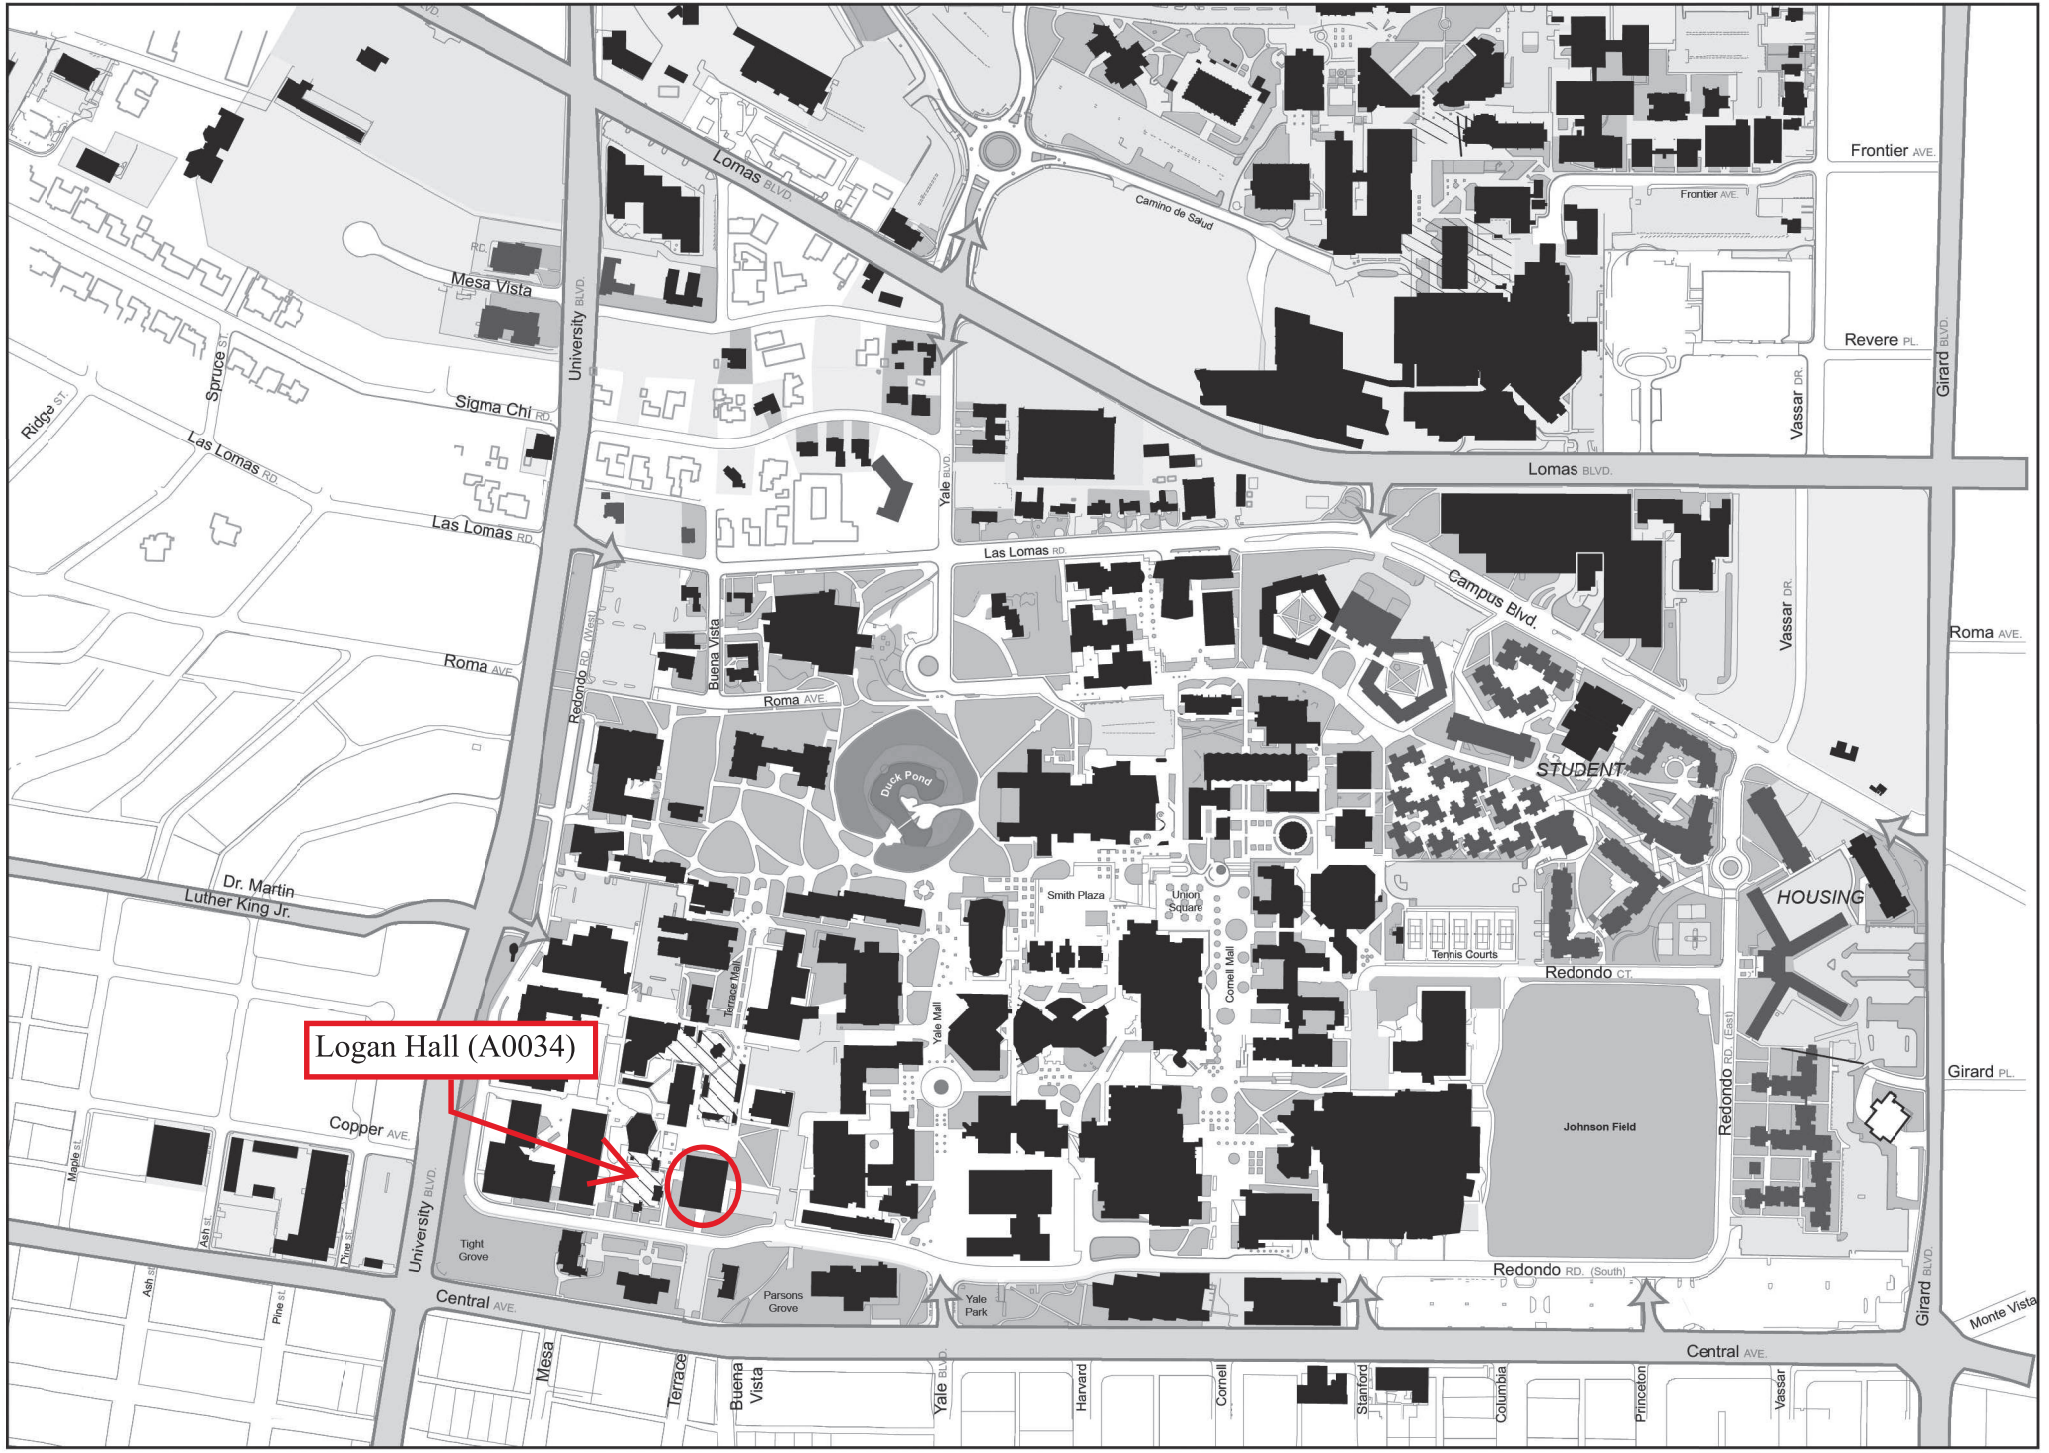 BLVD.
Lomas BLVD.
Camino de Salud
Frontier AVE.
Frontier AVE.
RD.
Mesa Vista
University BLVD.
Spruce ST.
Ridge ST.
Sigma Chi RD.
Las Lomas RD.
Las Lomas RD.
Revere PL.
Girard BLVD.
Vassar DR.
Yale BLVD.
Lomas BLVD.
Las Lomas RD.
Campus Blvd.
Vassar DR.
Roma AVE.
Roma AVE.
Redondo RD. (West)
Buena Vista
Roma AVE.
Duck Pond
STUDENT
HOUSING
Dr. Martin
Luther King Jr.
Smith Plaza
Union
Square
Cornell Mall
Tennis Courts
Redondo CT.
Terrace Mall
Yale Mall
Logan Hall (A0034)
Redondo RD. (East)
Girard PL.
Copper AVE.
Johnson Field
Maple st.
Ash st.
Pine st.
University BLVD.
Tight
Grove
Parsons
Grove
Yale
Park
Redondo RD. (South)
Girard BLVD.
Monte Vista
Ash st.
Pine st.
Central AVE.
Central AVE.
Mesa
Terrace
Buena
Vista
Yale BLVD.
Harvard
Cornell
Stanford
Columbia
Princeton
Vassar